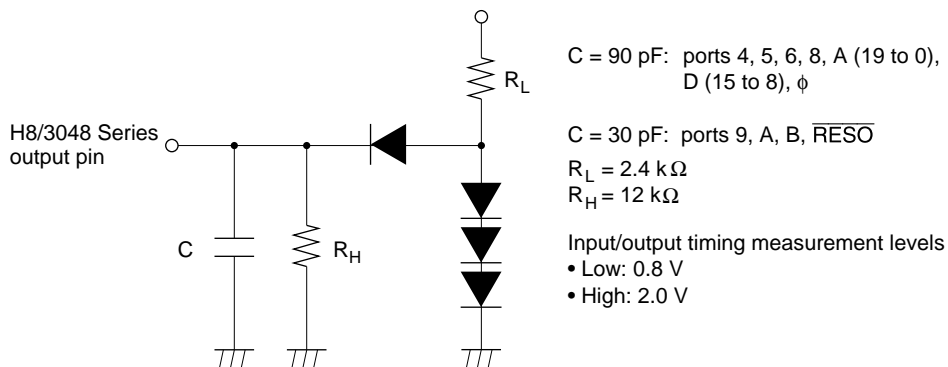 H8/3048 Series
output pin
C
R_H
R_L
C = 90 pF: ports 4, 5, 6, 8, A (19 to 0),
D (15 to 8), ϕ
C = 30 pF: ports 9, A, B, R̅E̅S̅O̅
R_L = 2.4 kΩ
R_H = 12 kΩ
Input/output timing measurement levels
• Low: 0.8 V
• High: 2.0 V